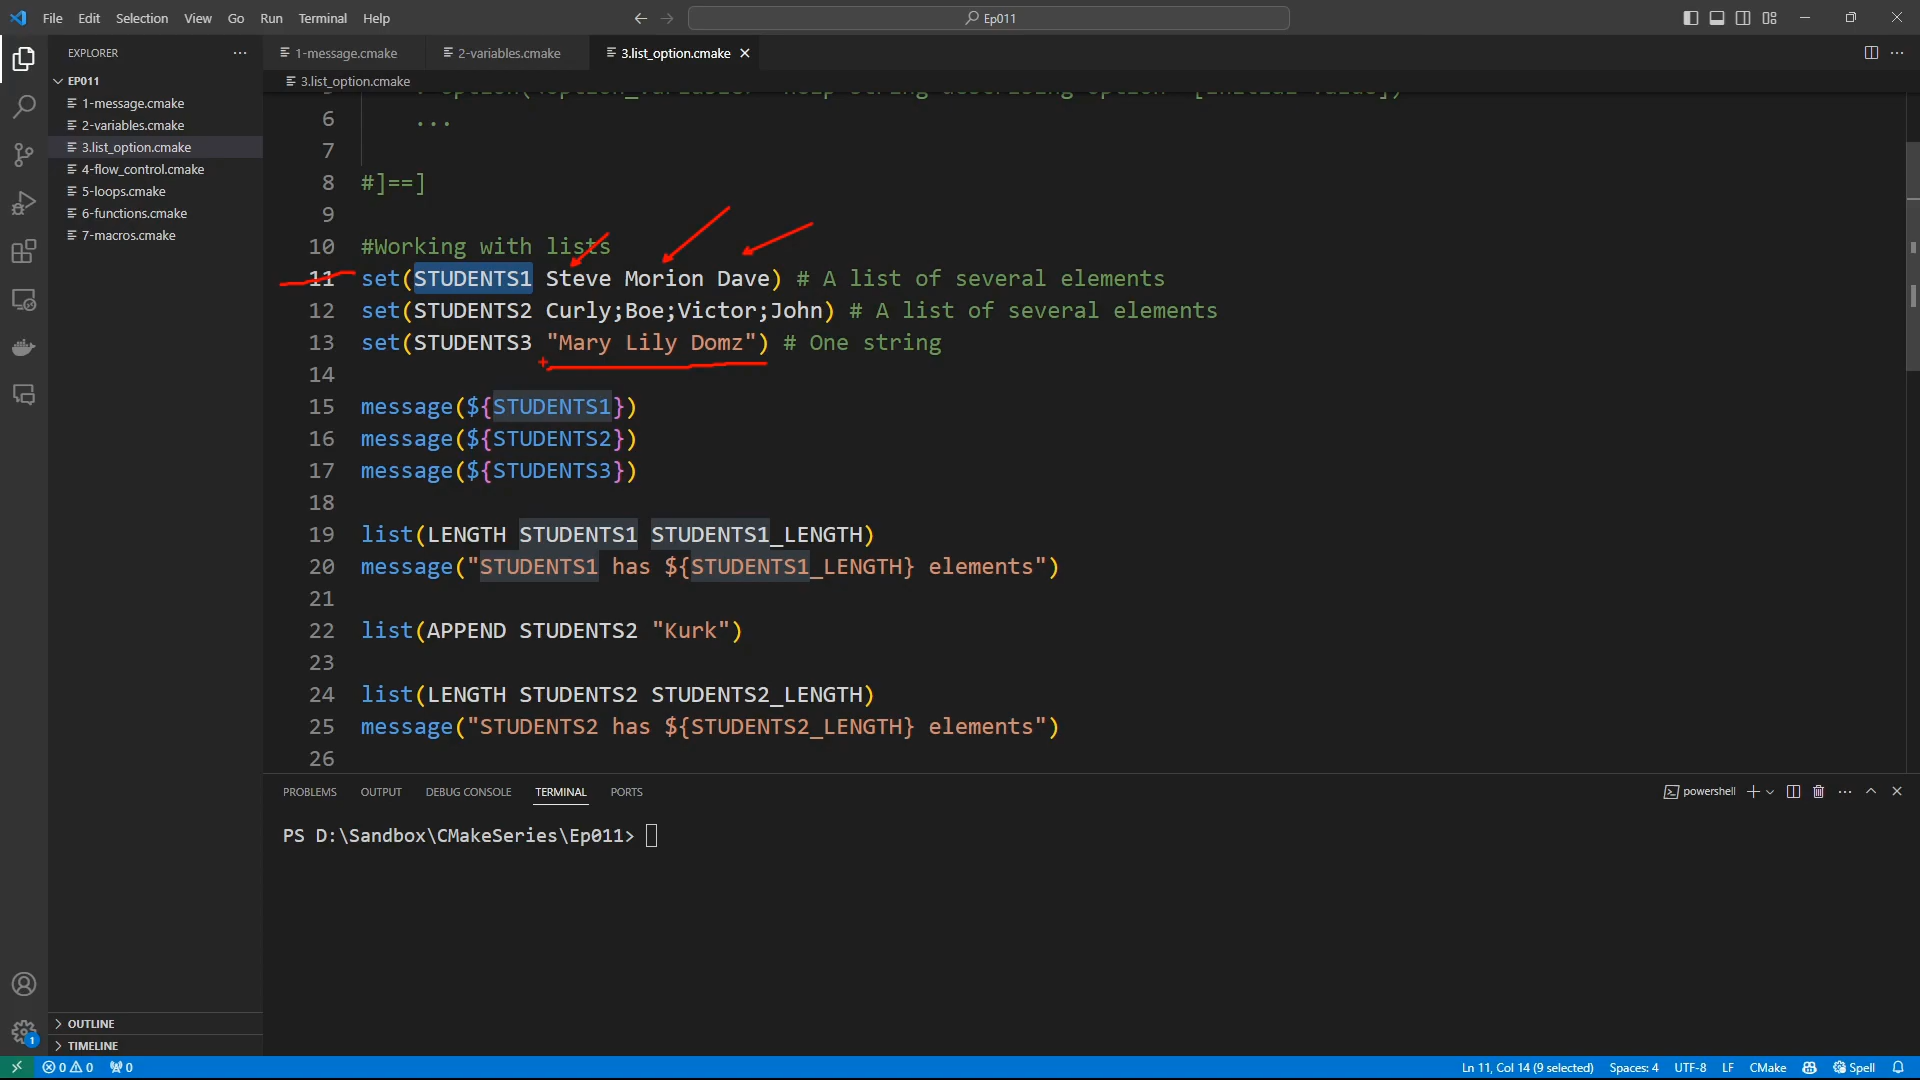 File Edit Selection View Go Run Terminal Help
Ep011
EXPLORER
EP011
1-message.cmake
2-variables.cmake
3.list_option.cmake
4-flow_control.cmake
5-loops.cmake
6-functions.cmake
7-macros.cmake
OUTLINE
TIMELINE
1-message.cmake 2-variables.cmake 3.list_option.cmake
3.list_option.cmake
6 ...
7
8 #]==]
9
10 #Working with lists
11 set(STUDENTS1 Steve Morion Dave) # A list of several elements
12 set(STUDENTS2 Curly;Boe;Victor;John) # A list of several elements
13 set(STUDENTS3 "Mary Lily Domz") # One string
14
15 message(${STUDENTS1})
16 message(${STUDENTS2})
17 message(${STUDENTS3})
18
19 list(LENGTH STUDENTS1 STUDENTS1_LENGTH)
20 message("STUDENTS1 has ${STUDENTS1_LENGTH} elements")
21
22 list(APPEND STUDENTS2 "Kurk")
23
24 list(LENGTH STUDENTS2 STUDENTS2_LENGTH)
25 message("STUDENTS2 has ${STUDENTS2_LENGTH} elements")
26
PROBLEMS OUTPUT DEBUG CONSOLE TERMINAL PORTS
powershell
PS D:\Sandbox\CMakeSeries\Ep011>
1
0 0 0 Ln 11, Col 14 (9 selected) Spaces: 4 UTF-8 LF CMake Spell